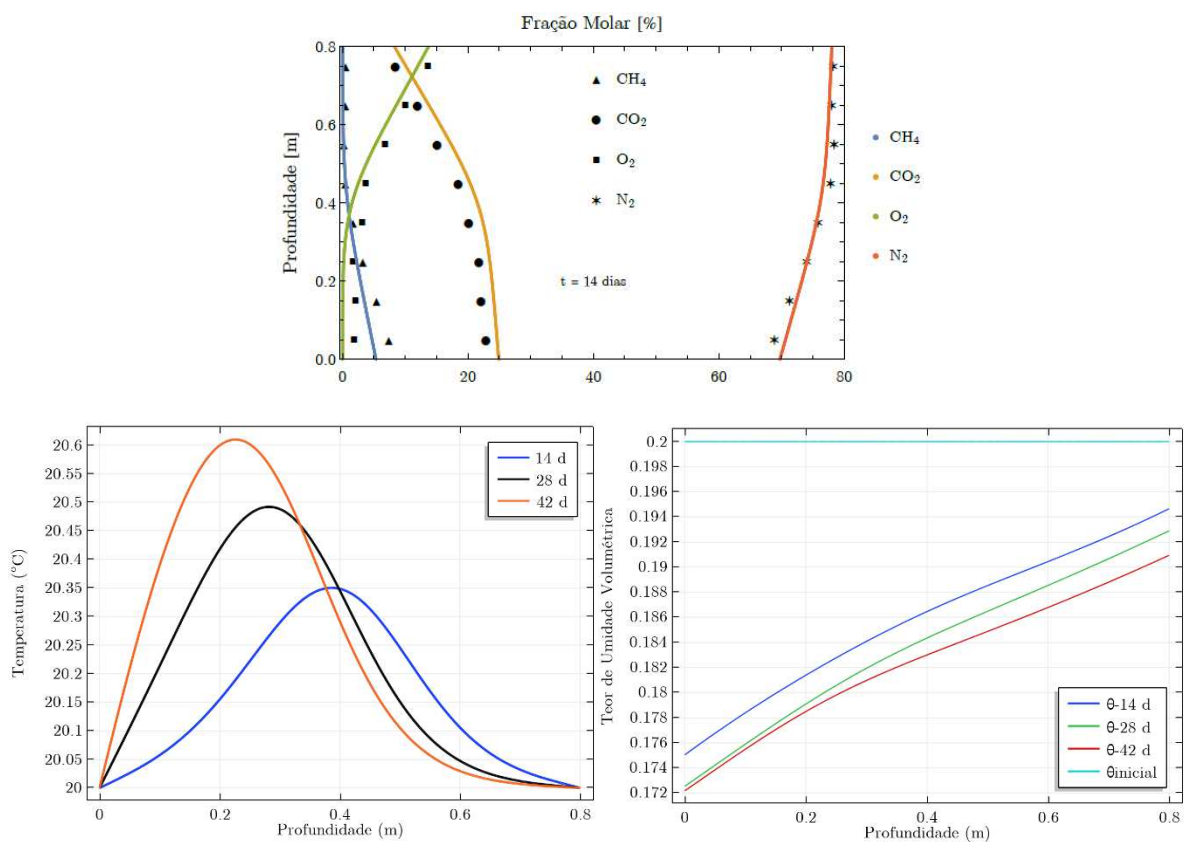 Fração Molar [%]
0.8
0.6
0.4
0.2
0.0
Profundidade [m]
CH₄
CO₂
O₂
N₂
t = 14 dias
0 20 40 60 80
CH₄
CO₂
O₂
N₂
20.6
20.55
20.5
20.45
20.4
20.35
20.3
20.25
20.2
20.15
20.1
20.05
20
Temperatura (°C)
14 d
28 d
42 d
0 0.2 0.4 0.6 0.8
Profundidade (m)
0.2
0.198
0.196
0.194
0.192
0.19
0.188
0.186
0.184
0.182
0.18
0.178
0.176
0.174
0.172
Teor de Umidade Volumétrica
θ-14 d
θ-28 d
θ-42 d
θinicial
0 0.2 0.4 0.6 0.8
Profundidade (m)